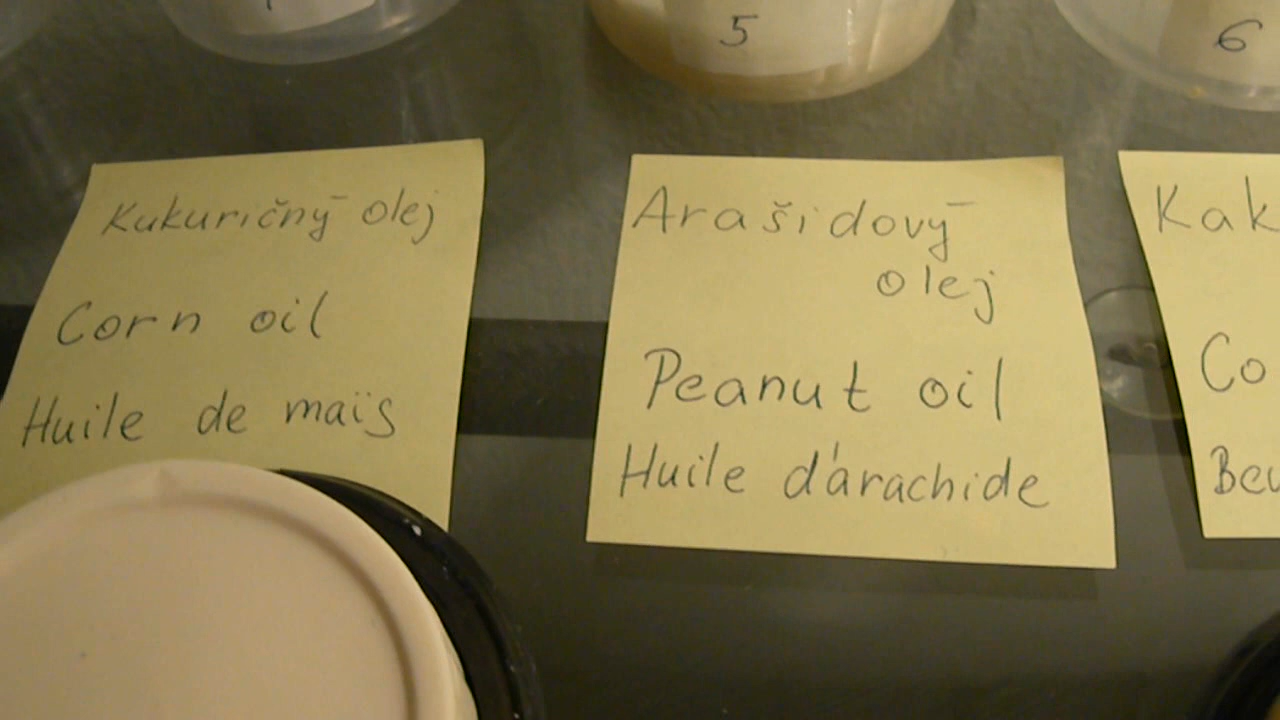 5
6
Kukuričný olej
Corn oil
Huile de maïs
Arašidový
olej
Peanut oil
Huile d'arachide
Kak
Co
Beu